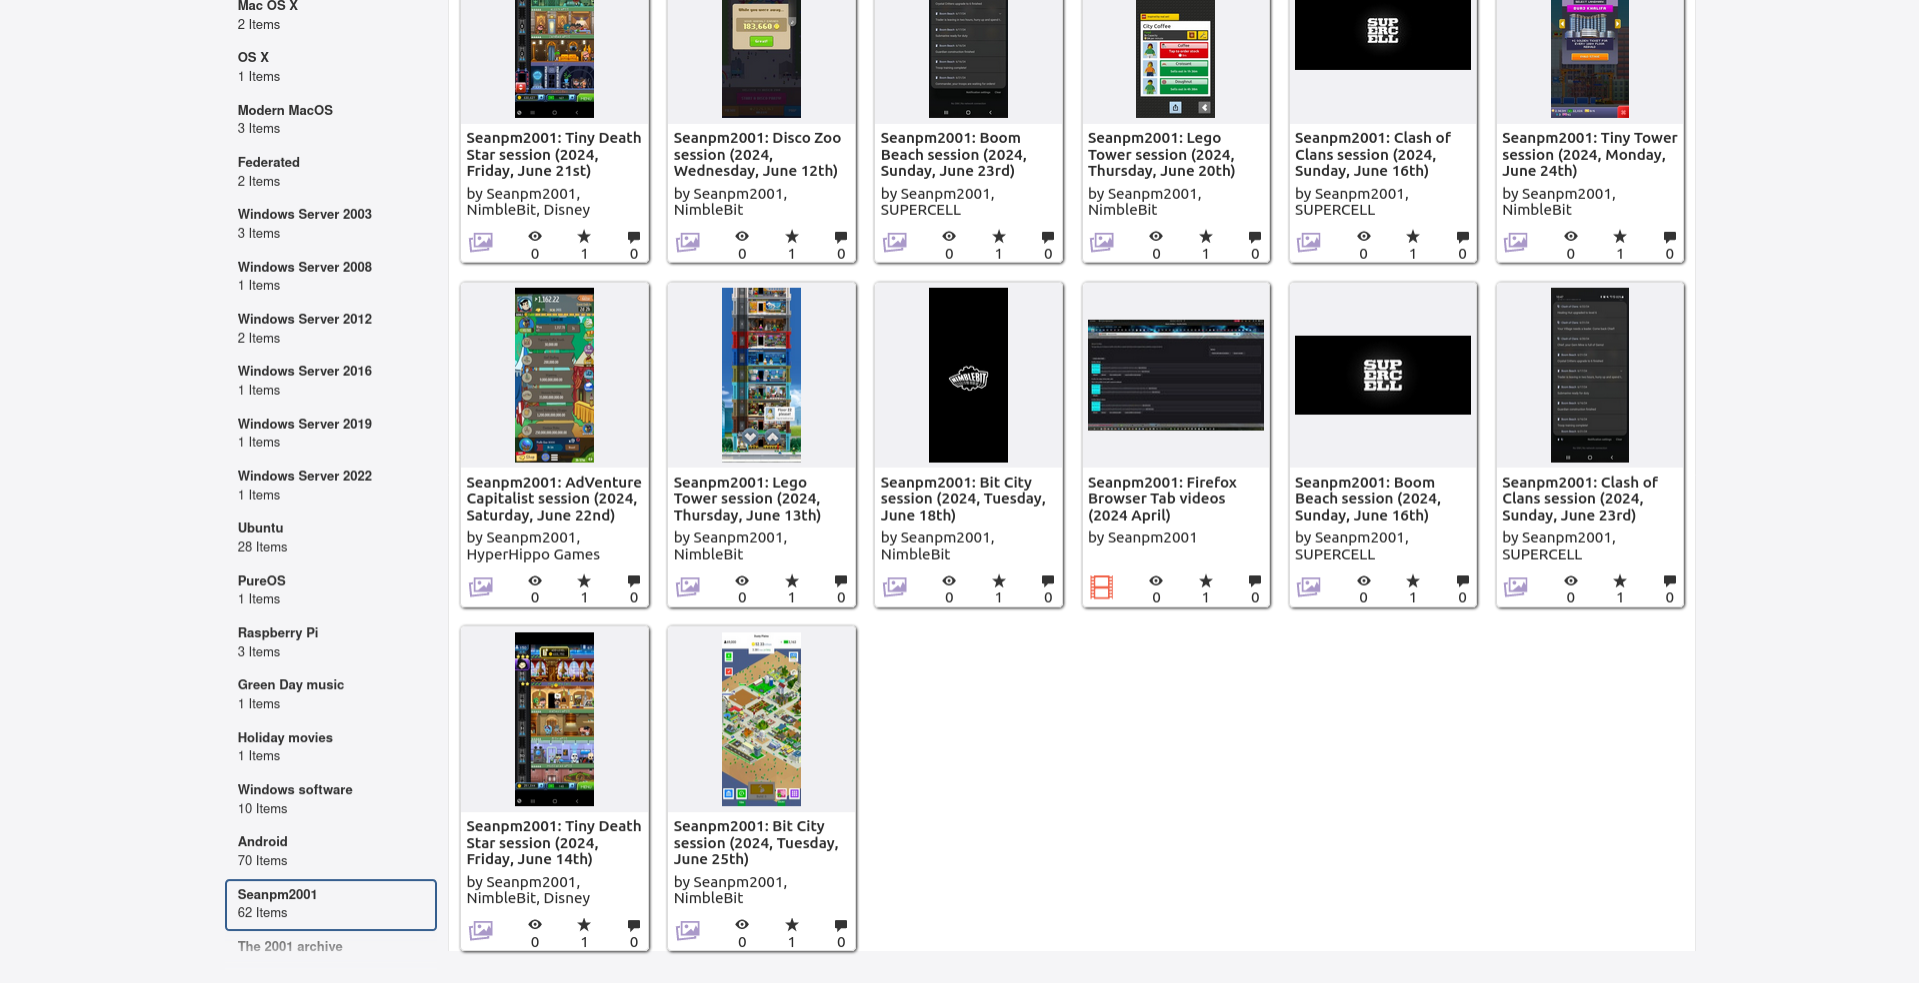 Mac OS X
2 Items
OS X
1 Items
Modern MacOS
3 Items
Federated
2 Items
Windows Server 2003
3 Items
Windows Server 2008
1 Items
Windows Server 2012
2 Items
Windows Server 2016
1 Items
Windows Server 2019
1 Items
Windows Server 2022
1 Items
Ubuntu
28 Items
PureOS
1 Items
Raspberry Pi
3 Items
Green Day music
1 Items
Holiday movies
1 Items
Windows software
10 Items
Android
70 Items
Seanpm2001
62 Items
The 2001 archive
Seanpm2001: Tiny Death
Star session (2024,
Friday, June 21st)
by Seanpm2001,
NimbleBit, Disney
0 1 0
183,660
Seanpm2001: Disco Zoo
session (2024,
Wednesday, June 12th)
by Seanpm2001,
NimbleBit
0 1 0
Seanpm2001: Boom
Beach session (2024,
Sunday, June 23rd)
by Seanpm2001,
SUPERCELL
0 1 0
City Coffee
Coffee
Croissant
Doughnut
Seanpm2001: Lego
Tower session (2024,
Thursday, June 20th)
by Seanpm2001,
NimbleBit
0 1 0
SUP
ERC
ELL
Seanpm2001: Clash of
Clans session (2024,
Sunday, June 16th)
by Seanpm2001,
SUPERCELL
0 1 0
Seanpm2001: Tiny Tower
session (2024, Monday,
June 24th)
by Seanpm2001,
NimbleBit
0 1 0
Seanpm2001: AdVenture
Capitalist session (2024,
Saturday, June 22nd)
by Seanpm2001,
HyperHippo Games
0 1 0
Seanpm2001: Lego
Tower session (2024,
Thursday, June 13th)
by Seanpm2001,
NimbleBit
0 1 0
NIMBLEBIT
Seanpm2001: Bit City
session (2024, Tuesday,
June 18th)
by Seanpm2001,
NimbleBit
0 1 0
Seanpm2001: Firefox
Browser Tab videos
(2024 April)
by Seanpm2001
0 1 0
SUP
ERC
ELL
Seanpm2001: Boom
Beach session (2024,
Sunday, June 16th)
by Seanpm2001,
SUPERCELL
0 1 0
Seanpm2001: Clash of
Clans session (2024,
Sunday, June 23rd)
by Seanpm2001,
SUPERCELL
0 1 0
Seanpm2001: Tiny Death
Star session (2024,
Friday, June 14th)
by Seanpm2001,
NimbleBit, Disney
0 1 0
Seanpm2001: Bit City
session (2024, Tuesday,
June 25th)
by Seanpm2001,
NimbleBit
0 1 0